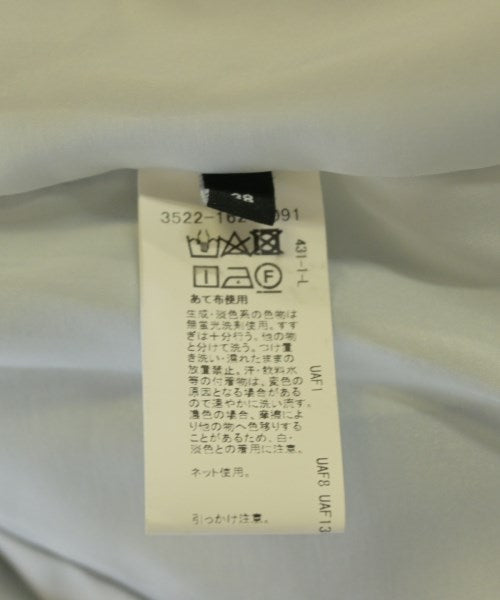 38
3522-162- 091
431-1-L
あて布使用
生成・淡色系の色物は
無蛍光洗剤使用。すす
ぎは十分行う。他の物
と分けて洗う。つけ置
き洗い・濡れたままの
放置禁止。汗・飲料水
等の付着物は、変色の
原因となる場合がある
ので速やかに洗い流す。
濃色の場合、摩擦によ
り他の物へ色移りする
ことがあるため、白・
淡色との着用に注意。
ネット使用。
引っかけ注意。
UAF1
UAF8 UAF13